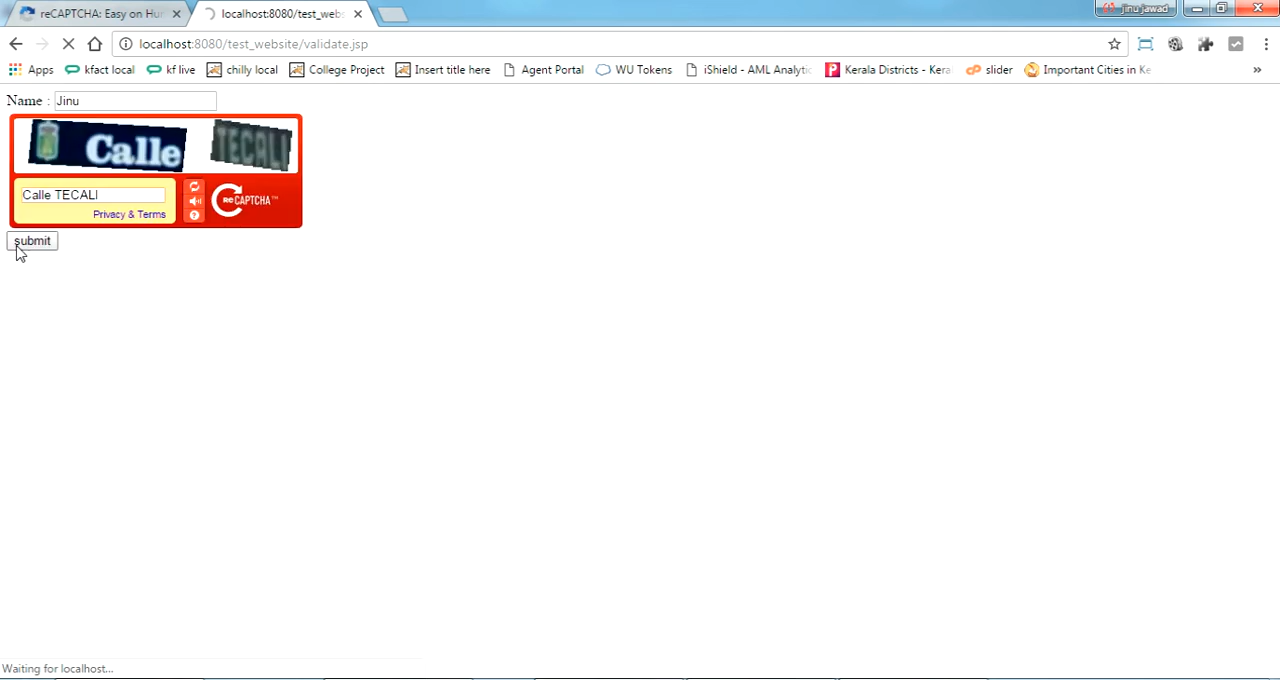 reCAPTCHA: Easy on Hu
localhost:8080/test_webs
jinu jawad
localhost:8080/test_website/validate.jsp
Apps kfact local kf live chilly local College Project Insert title here Agent Portal WU Tokens iShield - AML Analytic Kerala Districts - Kera slider Important Cities in Ke »
Name : Jinu
Calle TECALI
Calle TECALI
Privacy & Terms
reCAPTCHA™
submit
Waiting for localhost...